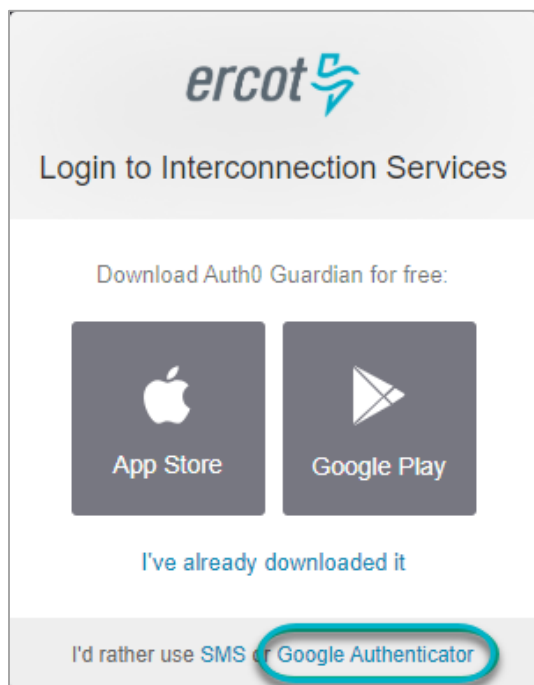 ercot
Login to Interconnection Services
Download Auth0 Guardian for free:
App Store
Google Play
I've already downloaded it
I'd rather use SMS or Google Authenticator